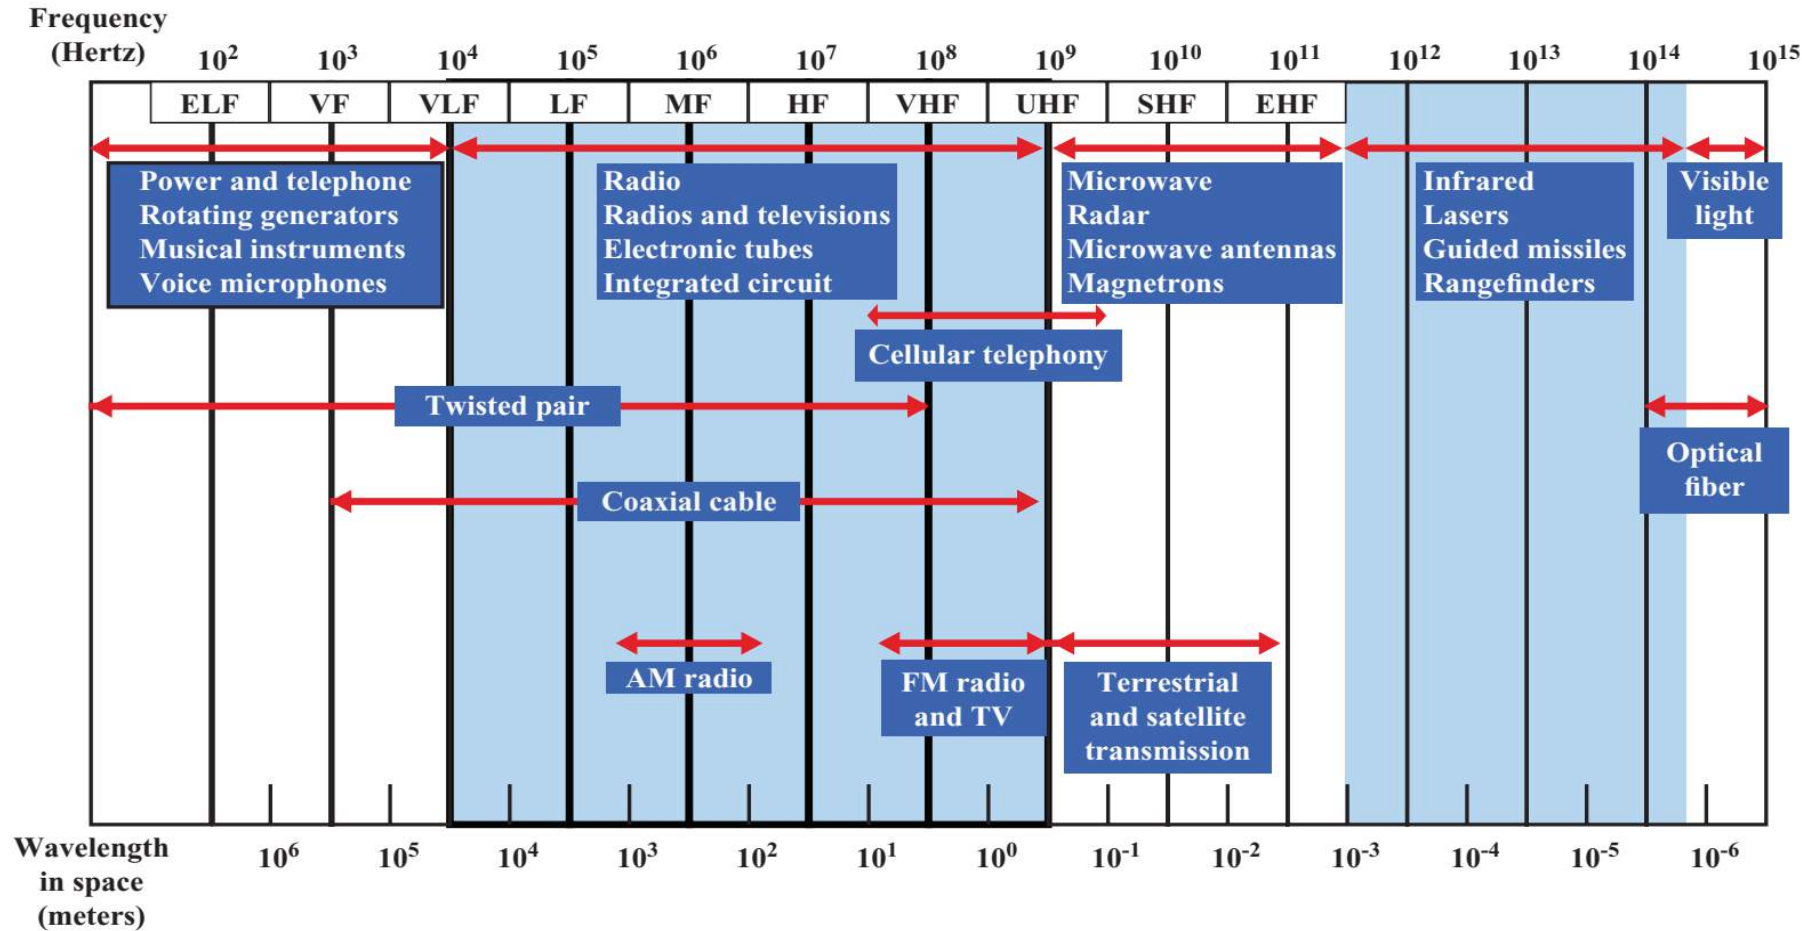 Frequency
(Hertz)
10² 10³ 10⁴ 10⁵ 10⁶ 10⁷ 10⁸ 10⁹ 10¹⁰ 10¹¹ 10¹² 10¹³ 10¹⁴ 10¹⁵
ELF VF VLF LF MF HF VHF UHF SHF EHF
Power and telephone
Rotating generators
Musical instruments
Voice microphones
Radio
Radios and televisions
Electronic tubes
Integrated circuit
Microwave
Radar
Microwave antennas
Magnetrons
Infrared
Lasers
Guided missiles
Rangefinders
Visible
light
Cellular telephony
Twisted pair
Optical
fiber
Coaxial cable
AM radio
FM radio
and TV
Terrestrial
and satellite
transmission
Wavelength
in space
(meters)
10⁶ 10⁵ 10⁴ 10³ 10² 10¹ 10⁰ 10⁻¹ 10⁻² 10⁻³ 10⁻⁴ 10⁻⁵ 10⁻⁶